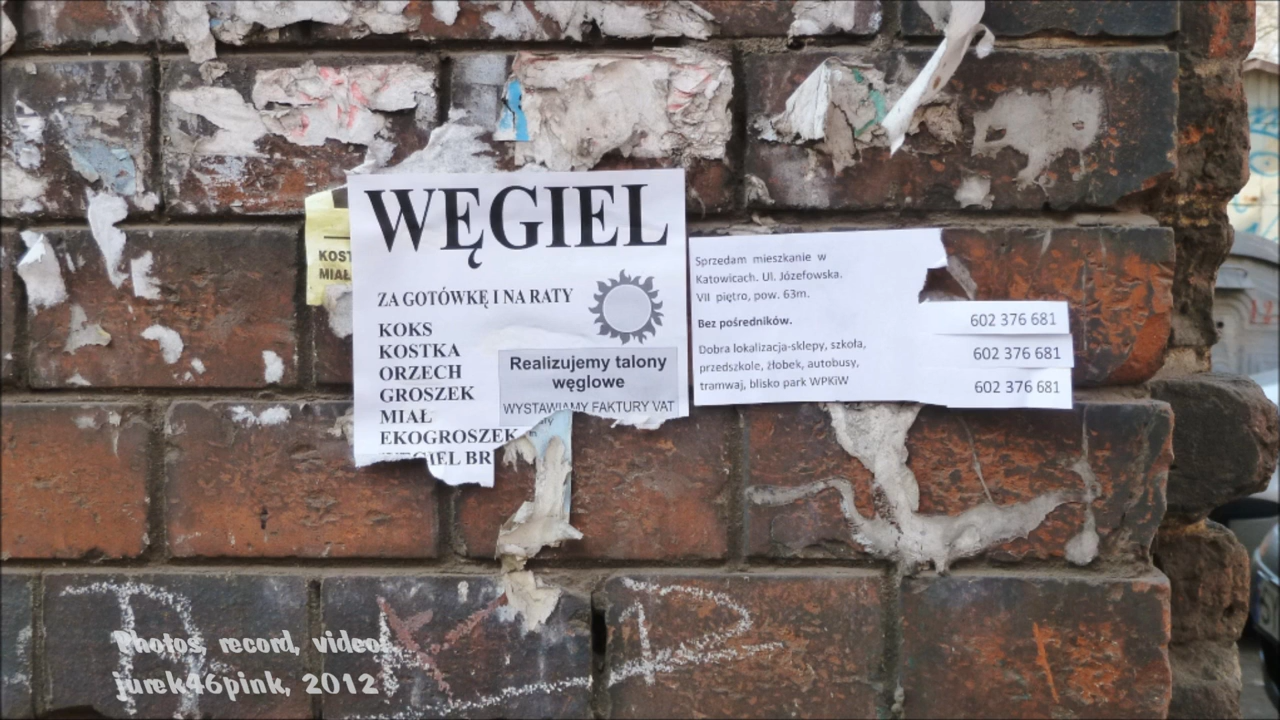 WĘGIEL
ZA GOTÓWKĘ I NA RATY
KOKS
KOSTKA
ORZECH
GROSZEK
MIAŁ
EKOGROSZEK
WĘGIEL BR
Realizujemy talony
węglowe
WYSTAWIAMY FAKTURY VAT
KOST
MIAŁ
Sprzedam mieszkanie w
Katowicach. Ul. Józefowska.
VII piętro, pow. 63m.
Bez pośredników.
Dobra lokalizacja-sklepy, szkoła,
przedszkole, żłobek, autobusy,
tramwaj, blisko park WPKiW
602 376 681
602 376 681
602 376 681
Photos, record, video:
jurek46pink, 2012